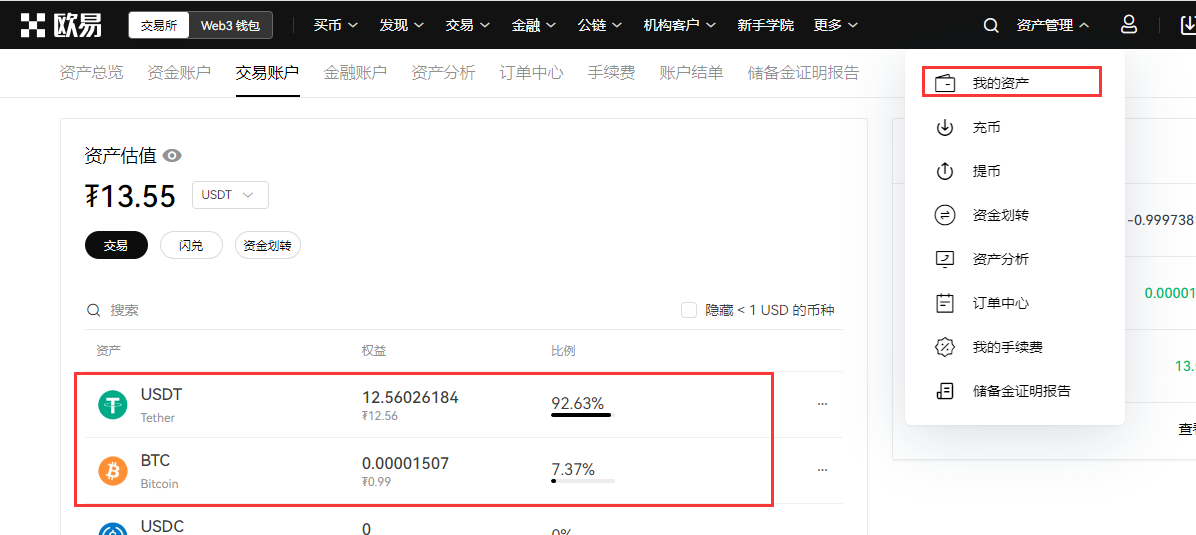 欧易 交易所 Web3 钱包 买币 发现 交易 金融 公链 机构客户 新手学院 更多 资产管理
资产总览 资金账户 交易账户 金融账户 资产分析 订单中心 手续费 账户结单 储备金证明报告
我的资产
充币
提币
资金划转
资产分析
订单中心
我的手续费
储备金证明报告
资产估值
₮13.55 USDT
交易 闪兑 资金划转
搜索 隐藏 < 1 USD 的币种
资产 权益 比例
USDT 12.56026184 92.63% ...
Tether ₮12.56
BTC 0.00001507 7.37% ...
Bitcoin ₮0.99
USDC 0 0%
-0.999738
0.00001
13.
查看